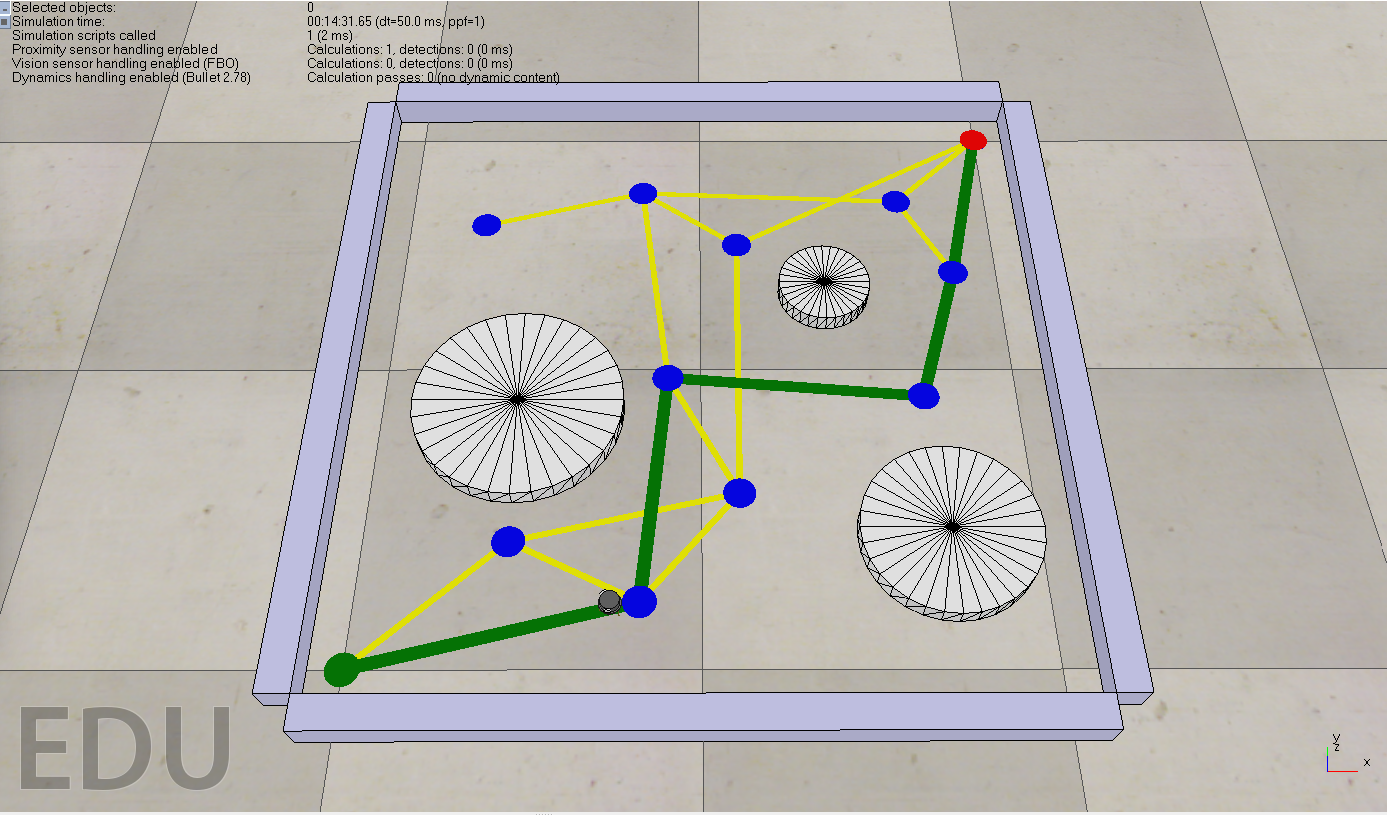 Selected objects: 0
Simulation time: 00:14:31.65 (dt=50.0 ms, ppf=1)
Simulation scripts called 1 (2 ms)
Proximity sensor handling enabled Calculations: 1, detections: 0 (0 ms)
Vision sensor handling enabled (FBO) Calculations: 0, detections: 0 (0 ms)
Dynamics handling enabled (Bullet 2.78) Calculation passes: 0 (no dynamic content)
EDU
y
z
x